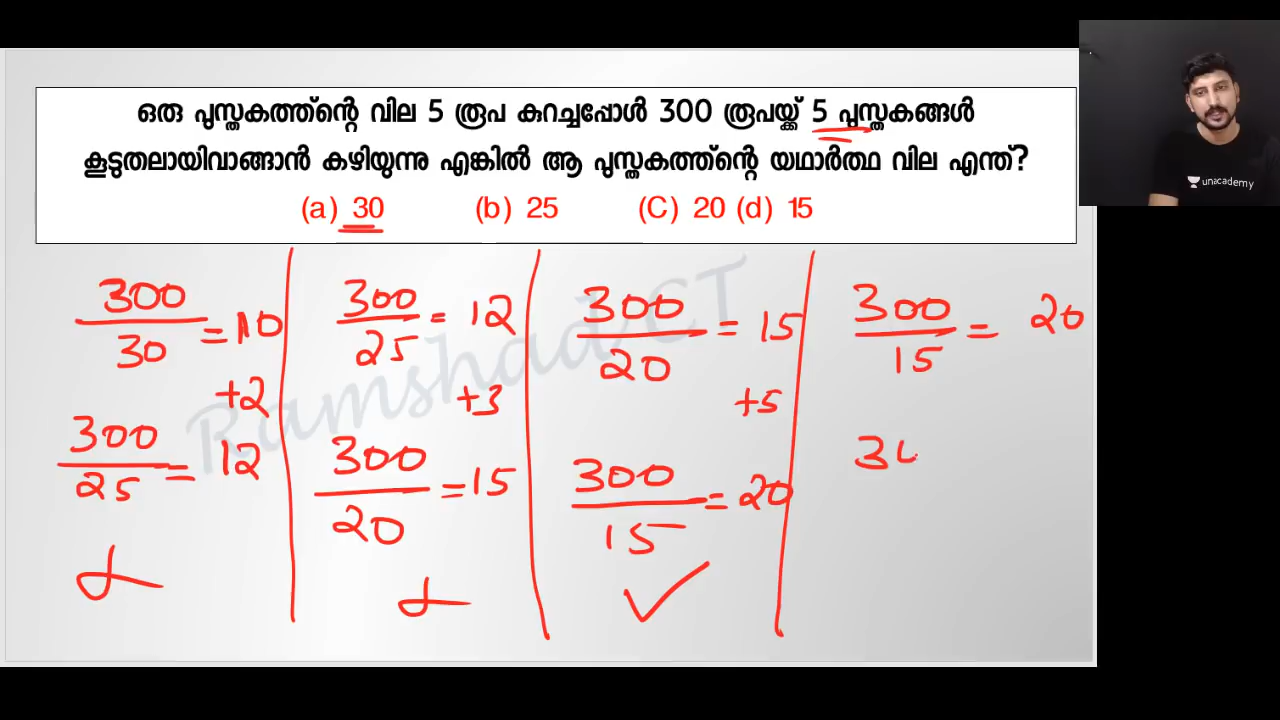 ഒരു പുസ്തകത്ത്ന്റെ വില 5 രൂപ കുറച്ചപ്പോൾ 300 രൂപയ്ക്ക് 5 പുസ്തകങ്ങൾ
കൂടുതലായിവാങ്ങാൻ കഴിയുന്നു എങ്കിൽ ആ പുസ്തകത്ത്ന്റെ യഥാർത്ഥ വില എന്ത്?
(a) 30 (b) 25 (C) 20 (d) 15
unacademy
300/30 = 10
+2
300/25 = 12
300/25 = 12
+3
300/20 = 15
300/20 = 15
+5
300/15 = 20
300/15 = 20
Ramshad CT